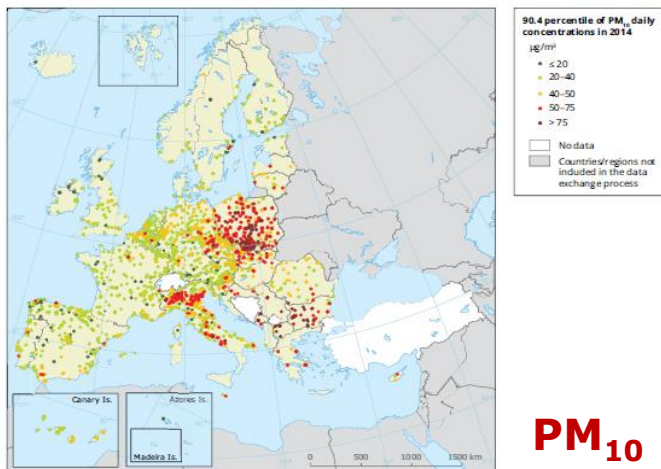 90.4 percentile of PM₁₀ daily
concentrations in 2014
µg/m³
≤ 20
20–40
40–50
50–75
> 75
No data
Countries/regions not
included in the data
exchange process
Canary Is.
Azores Is.
Madeira Is.
0 500 1000 1500 km
PM₁₀